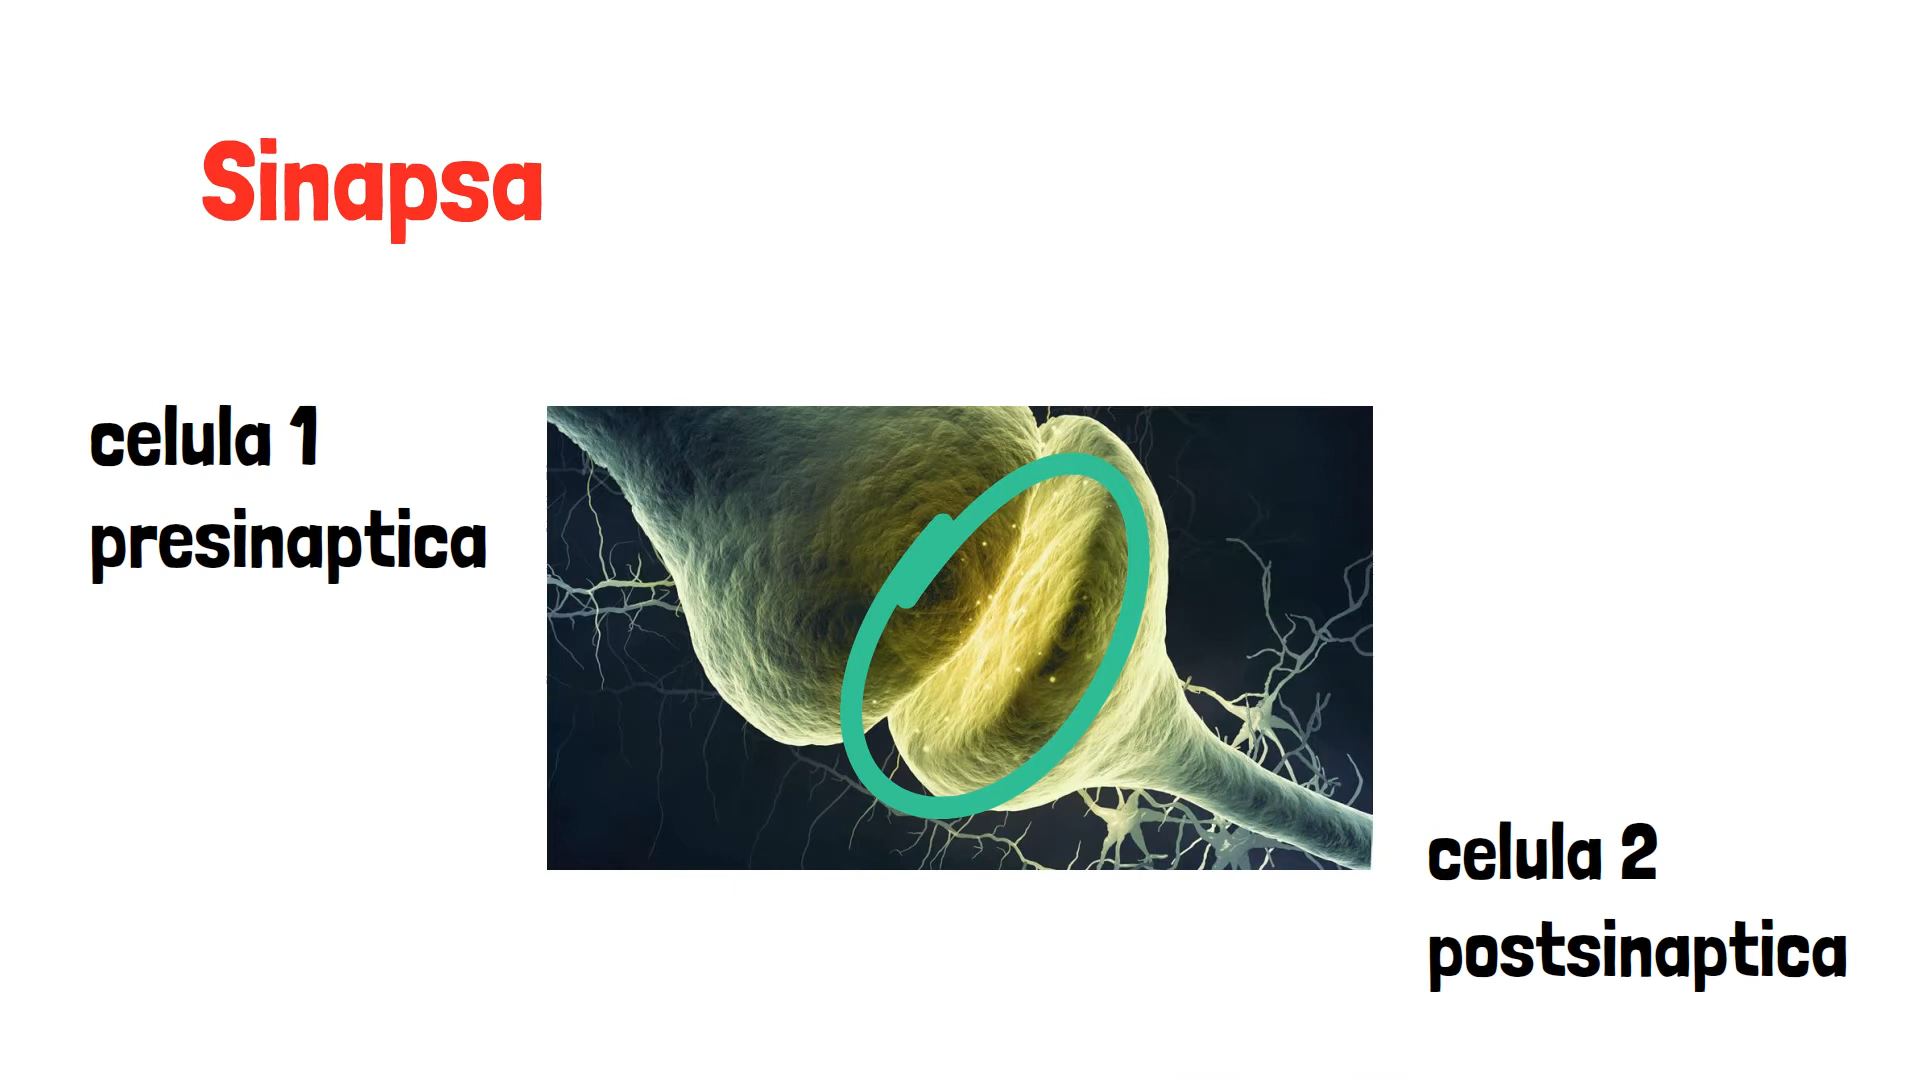 Sinapsa
celula 1
presinaptica
celula 2
postsinaptica